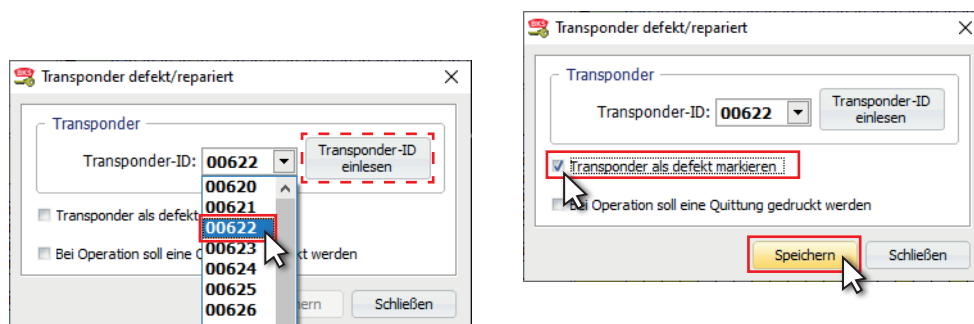 Transponder defekt/repariert
Transponder
Transponder-ID: 00622
Transponder-ID
einlesen
00620
00621
00622
00623
00624
00625
00626
Transponder als defekt
Bei Operation soll eine
kt werden
Schließen
Transponder defekt/repariert
Transponder
Transponder-ID: 00622
Transponder-ID
einlesen
Transponder als defekt markieren
Bei Operation soll eine Quittung gedruckt werden
Speichern
Schließen